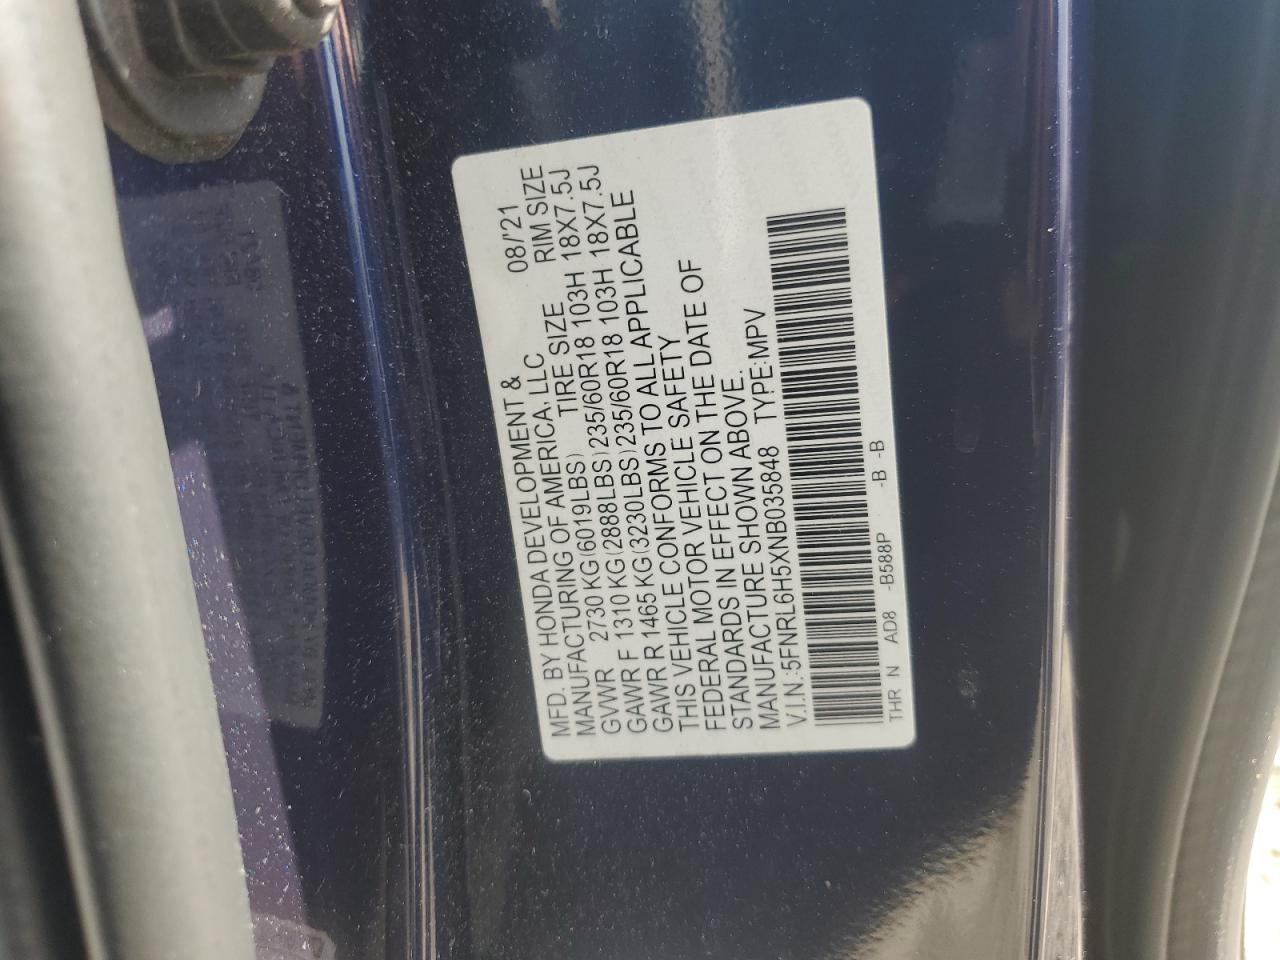 MFD. BY HONDA DEVELOPMENT & 08/'21
MANUFACTURING OF AMERICA, LLC
GVWR 2730 KG (6019LBS) TIRE SIZE RIM SIZE
GAWR F 1310 KG (2888LBS) 235/60R18 103H 18X7.5J
GAWR R 1465 KG (3230LBS) 235/60R18 103H 18X7.5J
THIS VEHICLE CONFORMS TO ALL APPLICABLE
FEDERAL MOTOR VEHICLE SAFETY
STANDARDS IN EFFECT ON THE DATE OF
MANUFACTURE SHOWN ABOVE.
V.I.N.:5FNRL6H5XNB035848 TYPE:MPV
THR N AD8 -B588P -B -B